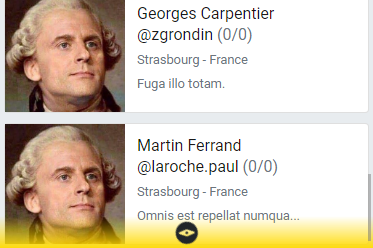 Georges Carpentier
@zgrondin (0/0)
Strasbourg - France
Fuga illo totam.
Martin Ferrand
@laroche.paul (0/0)
Strasbourg - France
Omnis est repellat numqua...